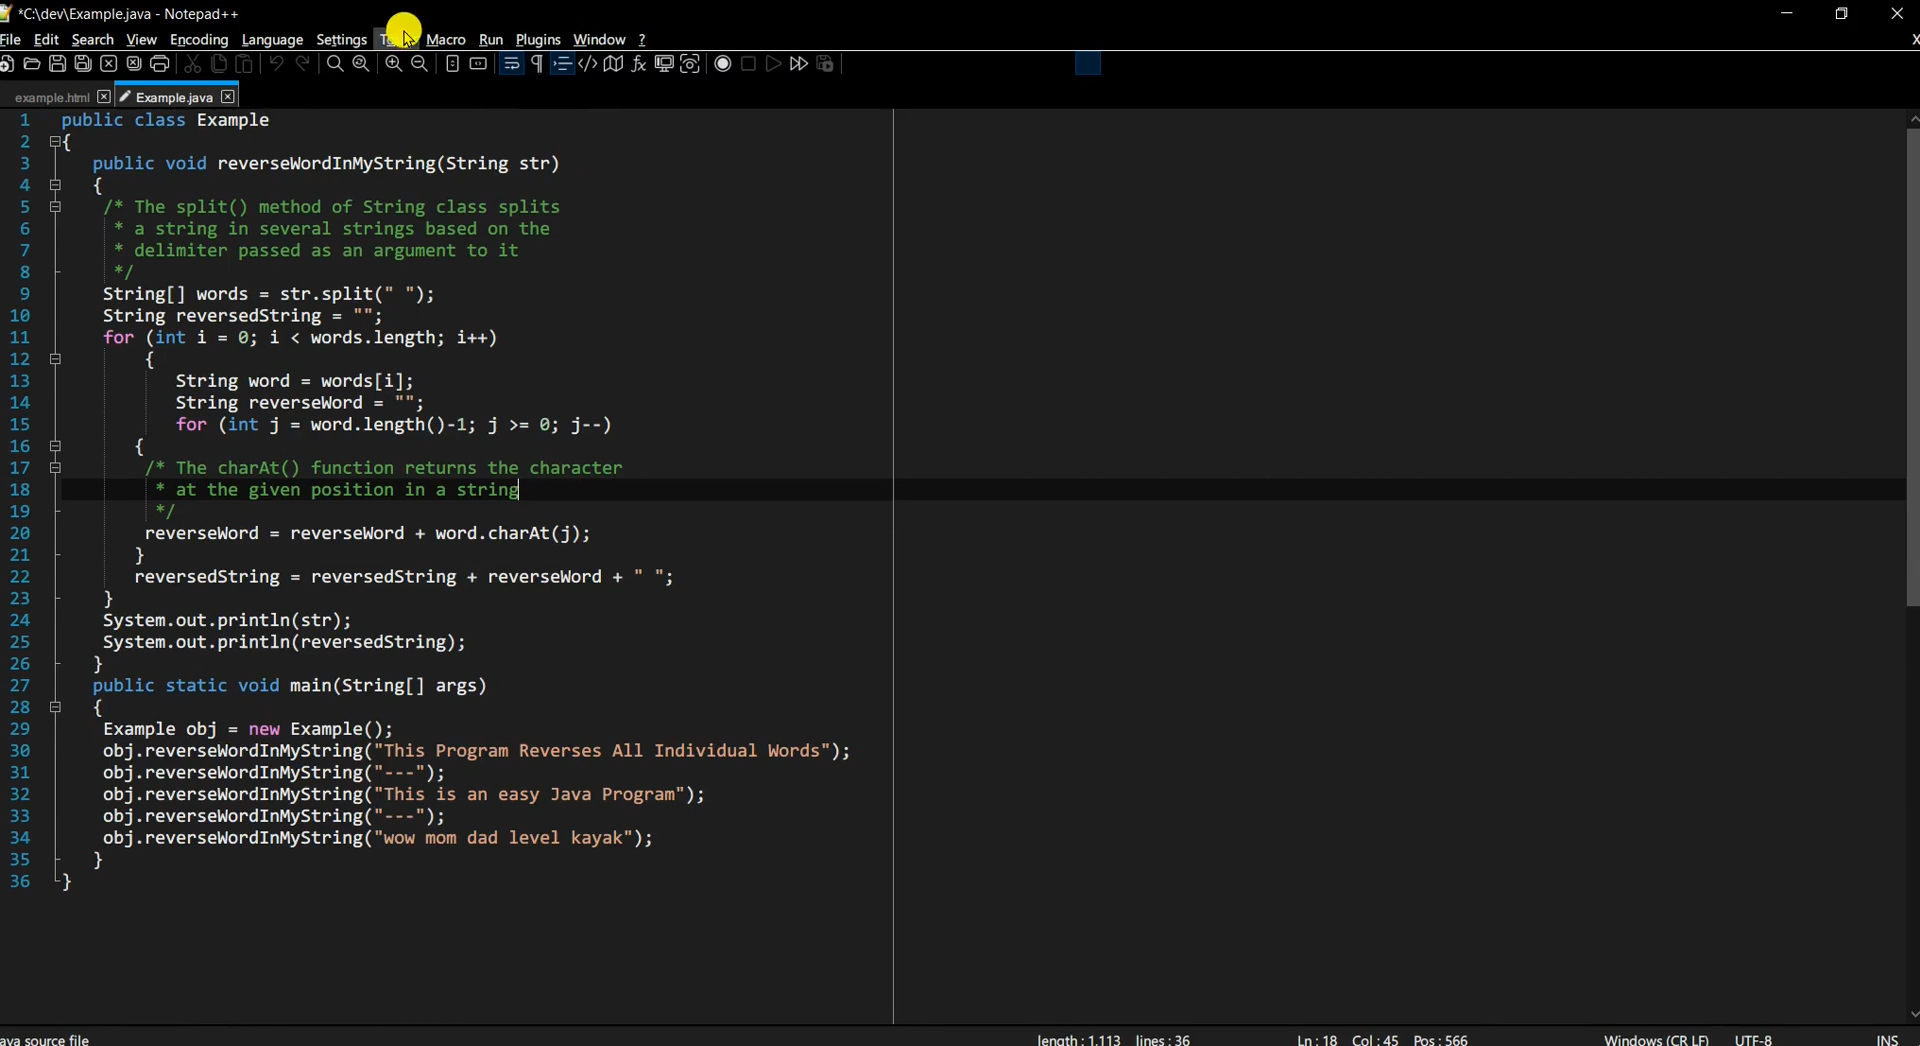 *C:\dev\Example.java - Notepad++
File Edit Search View Encoding Language Settings Macro Run Plugins Window ?
X
example.html Example.java
1 public class Example
2 {
3 public void reverseWordInMyString(String str)
4 {
5 /* The split() method of String class splits
6 * a string in several strings based on the
7 * delimiter passed as an argument to it
8 */
9 String[] words = str.split(" ");
10 String reversedString = "";
11 for (int i = 0; i < words.length; i++)
12 {
13 String word = words[i];
14 String reverseWord = "";
15 for (int j = word.length()-1; j >= 0; j--)
16 {
17 /* The charAt() function returns the character
18 * at the given position in a string
19 */
20 reverseWord = reverseWord + word.charAt(j);
21 }
22 reversedString = reversedString + reverseWord + " ";
23 }
24 System.out.println(str);
25 System.out.println(reversedString);
26 }
27 public static void main(String[] args)
28 {
29 Example obj = new Example();
30 obj.reverseWordInMyString("This Program Reverses All Individual Words");
31 obj.reverseWordInMyString("---");
32 obj.reverseWordInMyString("This is an easy Java Program");
33 obj.reverseWordInMyString("---");
34 obj.reverseWordInMyString("wow mom dad level kayak");
35 }
36 }
ava source file length : 1,113 lines : 36 Ln : 18 Col : 45 Pos : 566 Windows (CR LF) UTF-8 INS